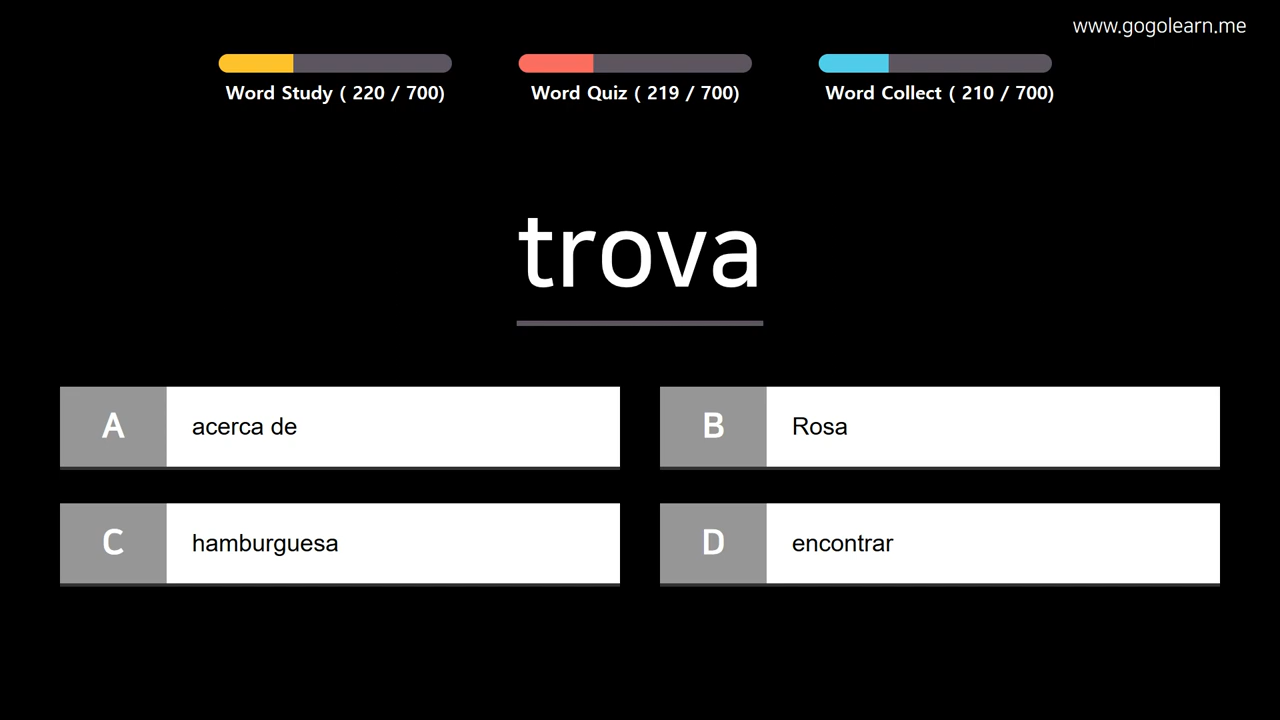 www.gogolearn.me
Word Study ( 220 / 700)
Word Quiz ( 219 / 700)
Word Collect ( 210 / 700)
trova
A
acerca de
B
Rosa
C
hamburguesa
D
encontrar